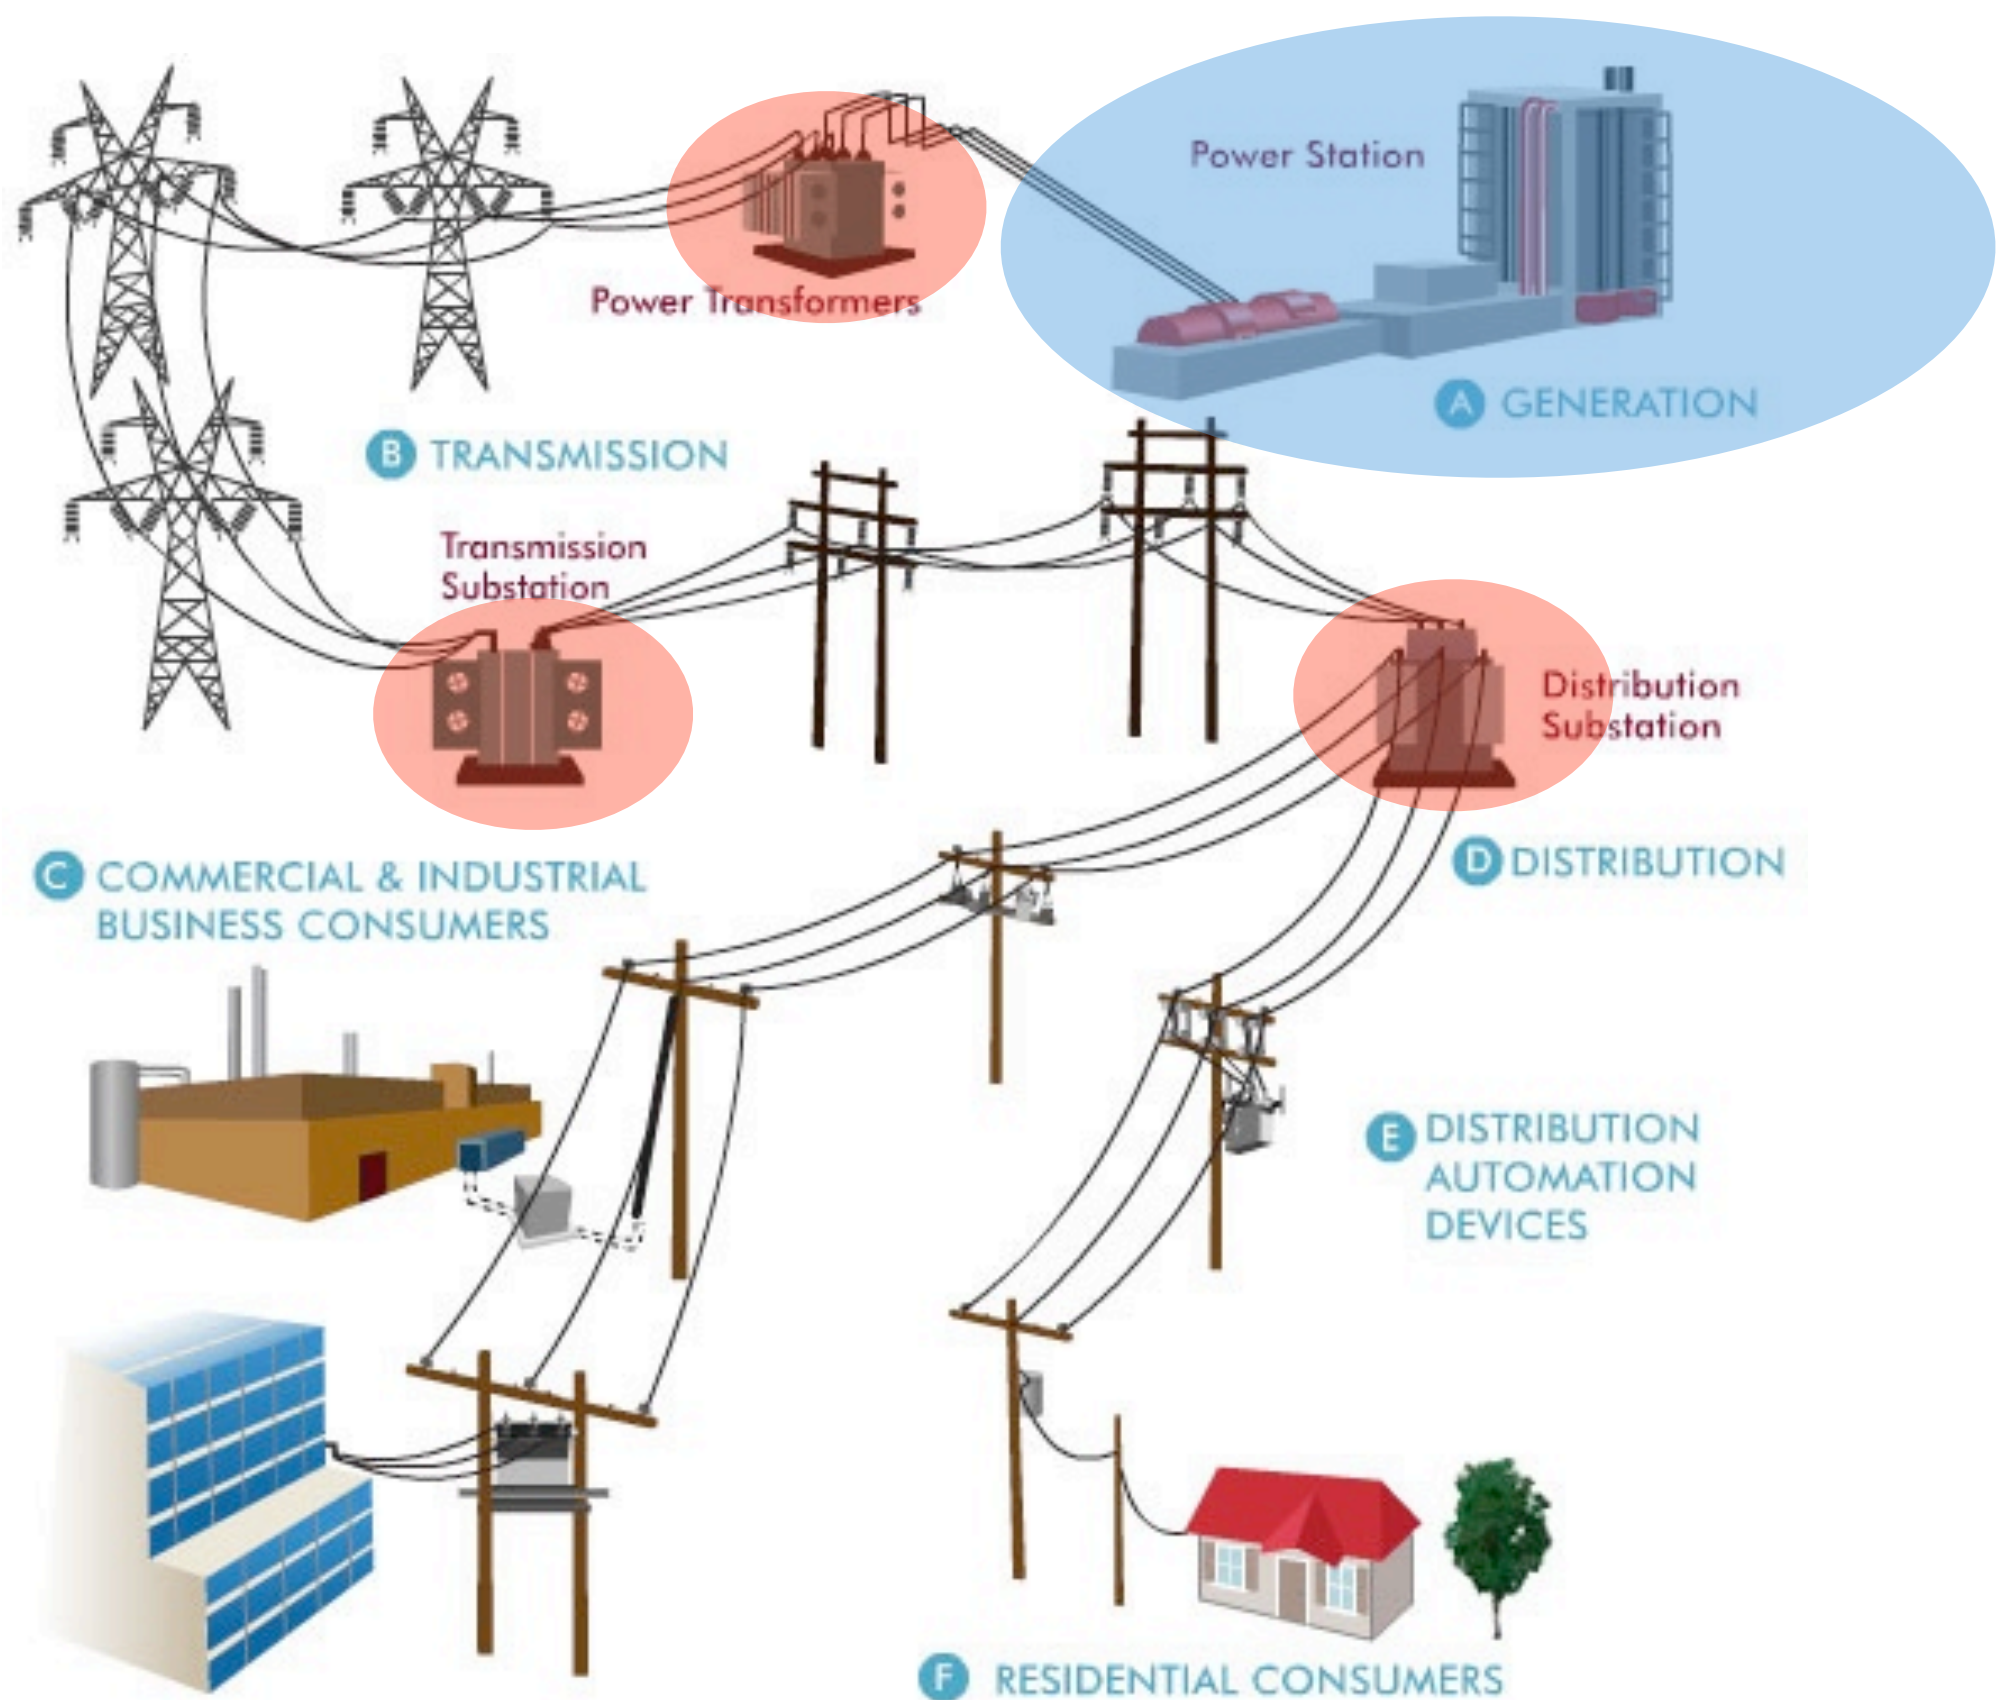 Power Station
Power Transformers
A GENERATION
B TRANSMISSION
Transmission
Substation
Distribution
Substation
C COMMERCIAL & INDUSTRIAL
BUSINESS CONSUMERS
D DISTRIBUTION
E DISTRIBUTION
AUTOMATION
DEVICES
F RESIDENTIAL CONSUMERS